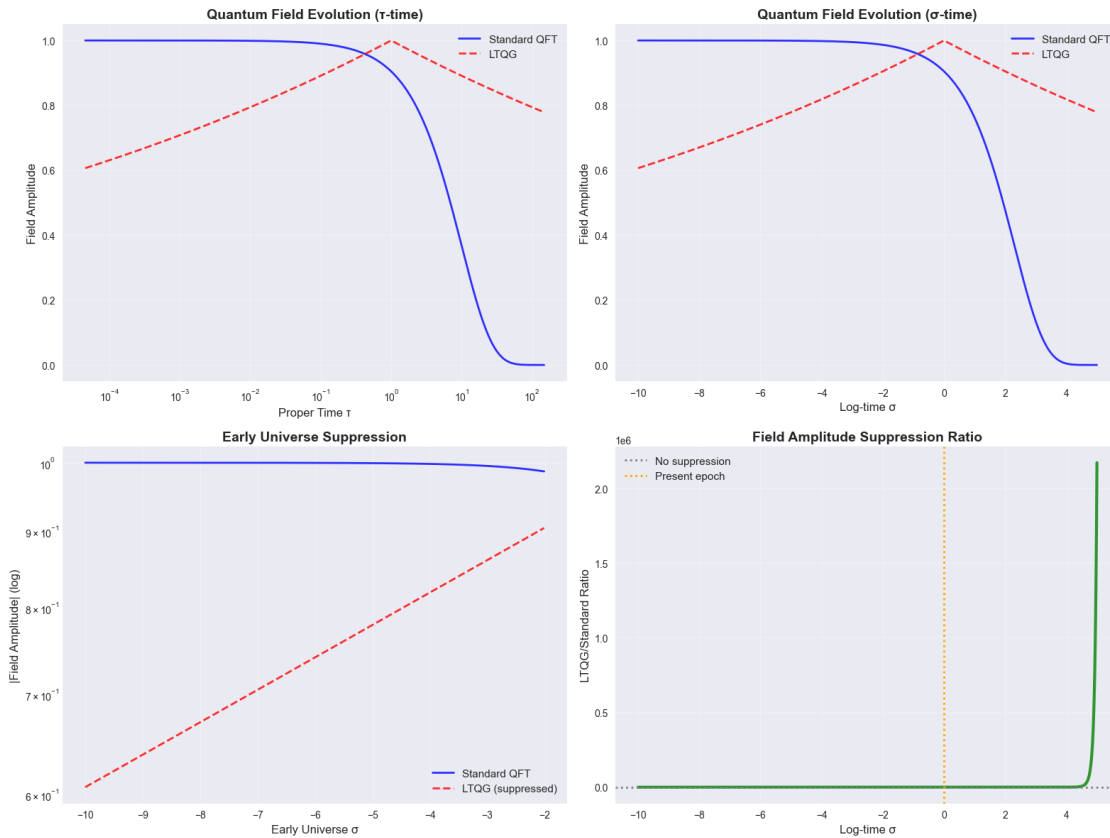 Quantum Field Evolution (τ-time)
1.0
0.8
0.6
0.4
0.2
0.0
Field Amplitude
Standard QFT
LTQG
10⁻⁴ 10⁻³ 10⁻² 10⁻¹ 10⁰ 10¹ 10²
Proper Time τ
Quantum Field Evolution (σ-time)
1.0
0.8
0.6
0.4
0.2
0.0
Field Amplitude
Standard QFT
LTQG
−10 −8 −6 −4 −2 0 2 4
Log-time σ
Early Universe Suppression
10⁰
9 × 10⁻¹
8 × 10⁻¹
7 × 10⁻¹
6 × 10⁻¹
|Field Amplitude| (log)
Standard QFT
LTQG (suppressed)
−10 −9 −8 −7 −6 −5 −4 −3 −2
Early Universe σ
Field Amplitude Suppression Ratio
1e6
No suppression
Present epoch
2.0
1.5
1.0
0.5
0.0
LTQG/Standard Ratio
−10 −8 −6 −4 −2 0 2 4
Log-time σ